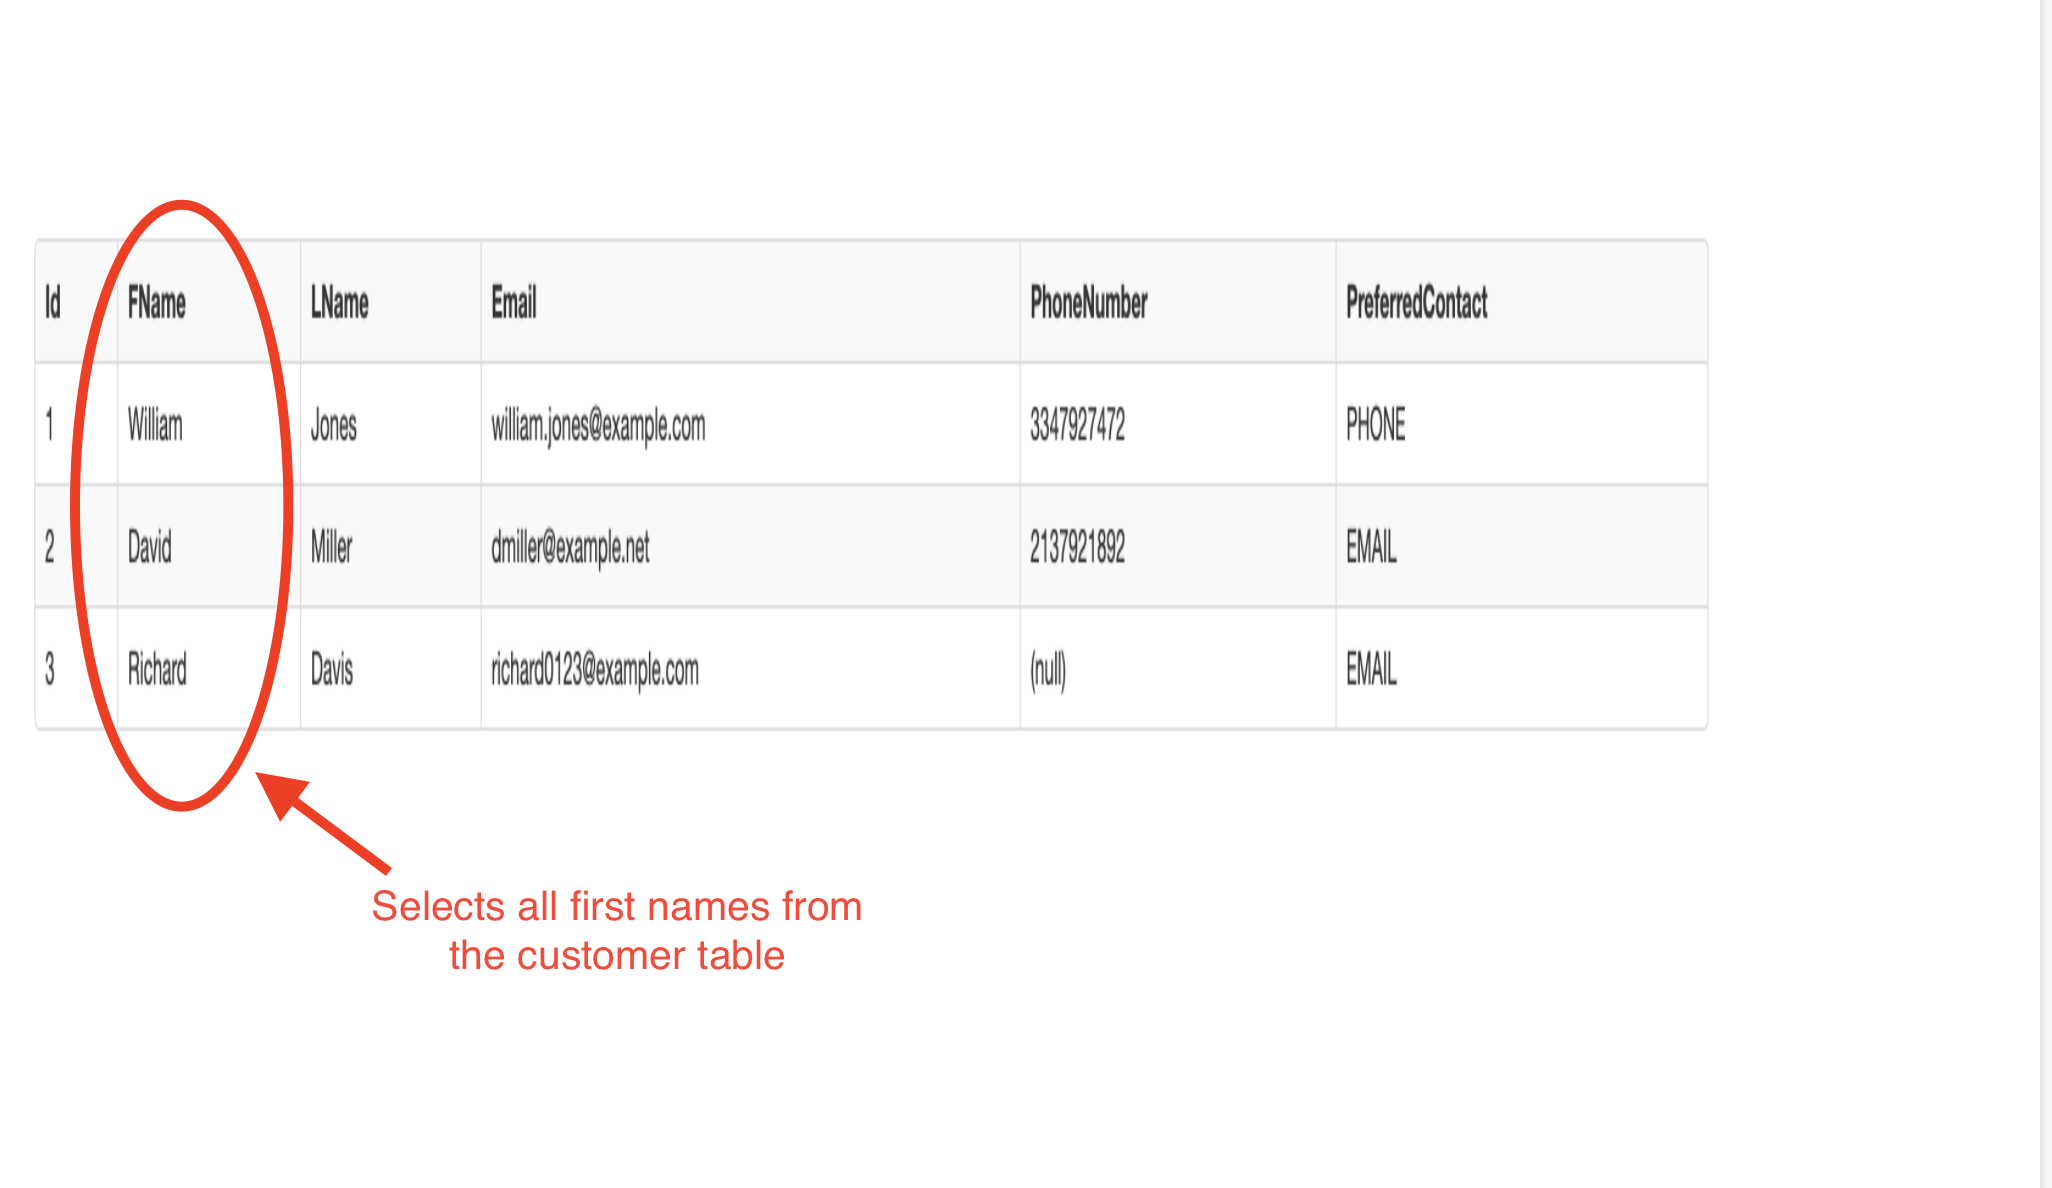 Id FName LName Email PhoneNumber PreferredContact
1 William Jones william.jones@example.com 3347927472 PHONE
2 David Miller dmiller@example.net 2137921892 EMAIL
3 Richard Davis richard0123@example.com (null) EMAIL
Selects all first names from
the customer table